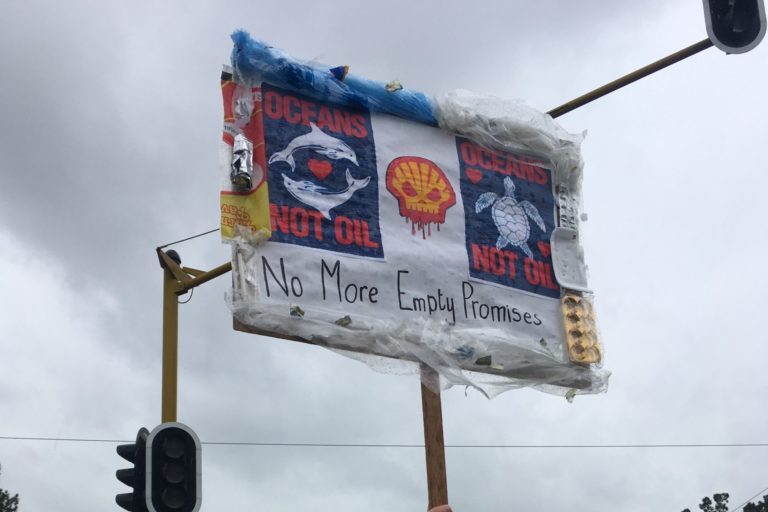 OCEANS
NOT OIL
OCEANS
NOT OIL
No More Empty Promises